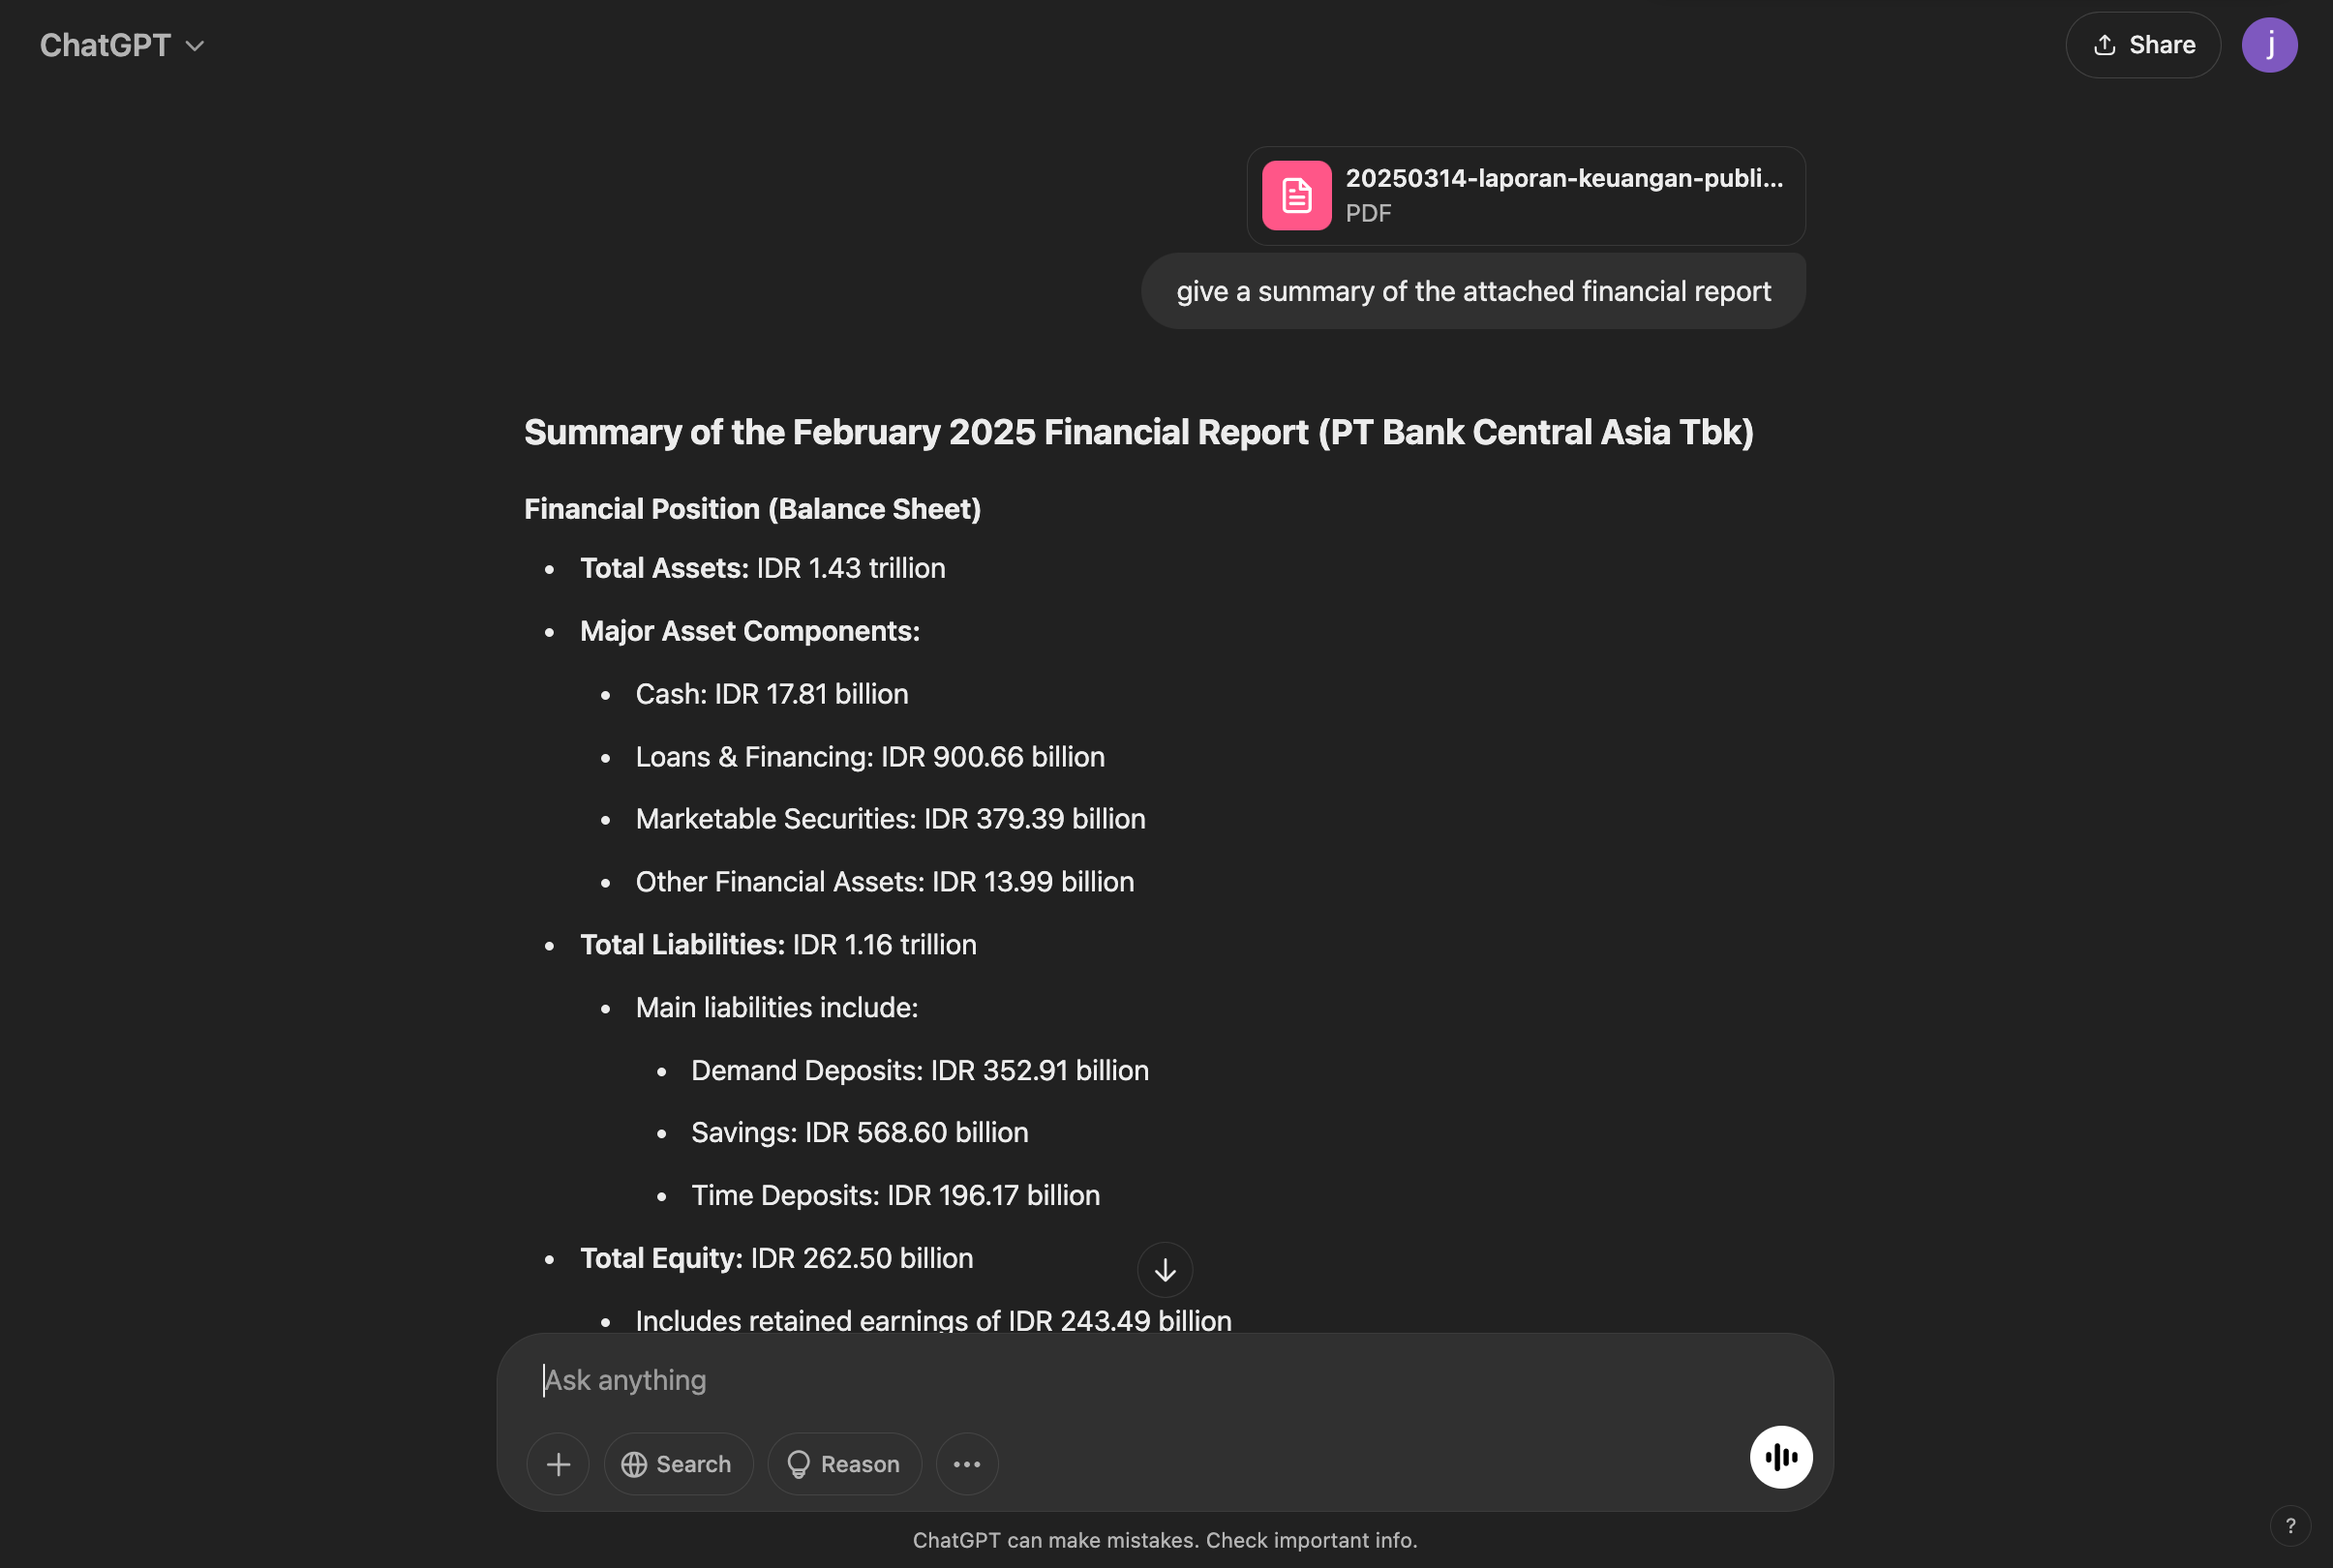 ChatGPT
Share
j
20250314-laporan-keuangan-publi...
PDF
give a summary of the attached financial report
Summary of the February 2025 Financial Report (PT Bank Central Asia Tbk)
Financial Position (Balance Sheet)
• Total Assets: IDR 1.43 trillion
• Major Asset Components:
• Cash: IDR 17.81 billion
• Loans & Financing: IDR 900.66 billion
• Marketable Securities: IDR 379.39 billion
• Other Financial Assets: IDR 13.99 billion
• Total Liabilities: IDR 1.16 trillion
• Main liabilities include:
• Demand Deposits: IDR 352.91 billion
• Savings: IDR 568.60 billion
• Time Deposits: IDR 196.17 billion
• Total Equity: IDR 262.50 billion
• Includes retained earnings of IDR 243.49 billion
Ask anything
Search
Reason
ChatGPT can make mistakes. Check important info.
?